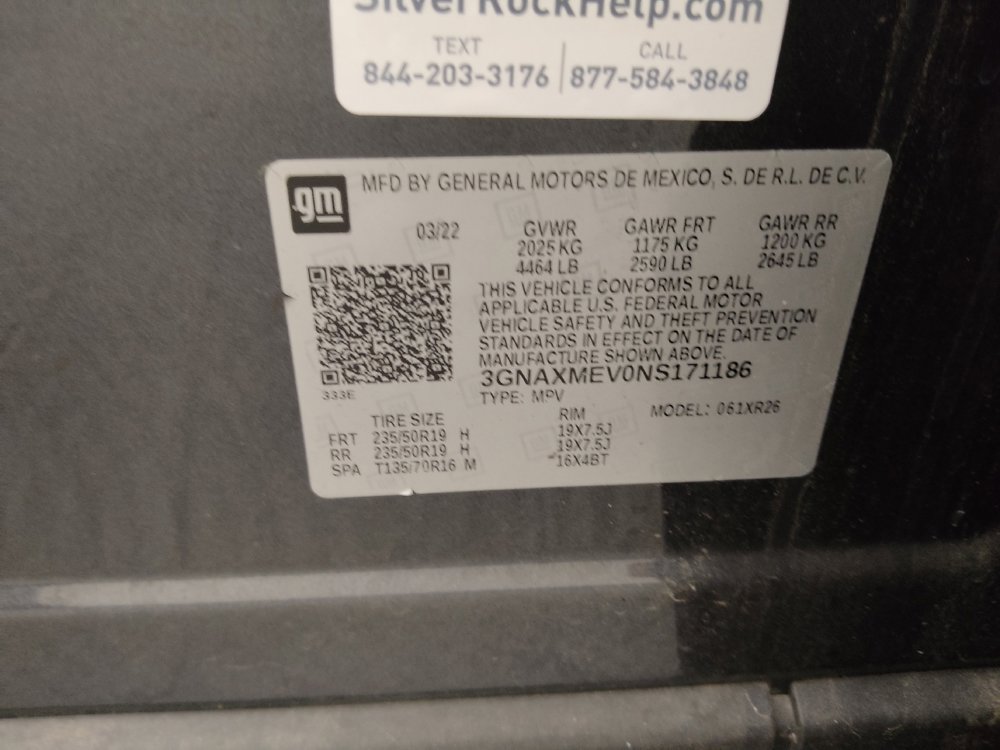 SilverRockHelp.com
TEXT CALL
844-203-3176 877-584-3848
gm MFD BY GENERAL MOTORS DE MEXICO, S. DE R.L. DE C.V.
03/22 GVWR GAWR FRT GAWR RR
2025 KG 1175 KG 1200 KG
4464 LB 2590 LB 2645 LB
THIS VEHICLE CONFORMS TO ALL
APPLICABLE U.S. FEDERAL MOTOR
VEHICLE SAFETY AND THEFT PREVENTION
STANDARDS IN EFFECT ON THE DATE OF
MANUFACTURE SHOWN ABOVE.
3GNAXMEV0NS171186
333E
TYPE: MPV
TIRE SIZE RIM MODEL: 061XR26
FRT 235/50R19 H 19X7.5J
RR 235/50R19 H 19X7.5J
SPA T135/70R16 M 16X4BT